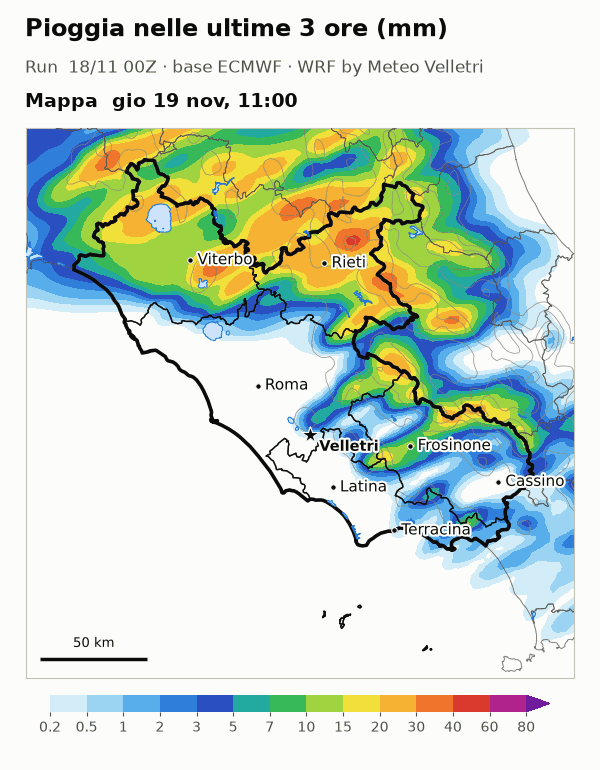 Pioggia nelle ultime 3 ore (mm)
Run  18/11 00Z · base ECMWF · WRF by Meteo Velletri
Mappa  gio 19 nov, 11:00
Viterbo
Rieti
Roma
Velletri
Frosinone
Cassino
Latina
Terracina
50 km
0.2 0.5 1 2 3 5 7 10 15 20 30 40 60 80